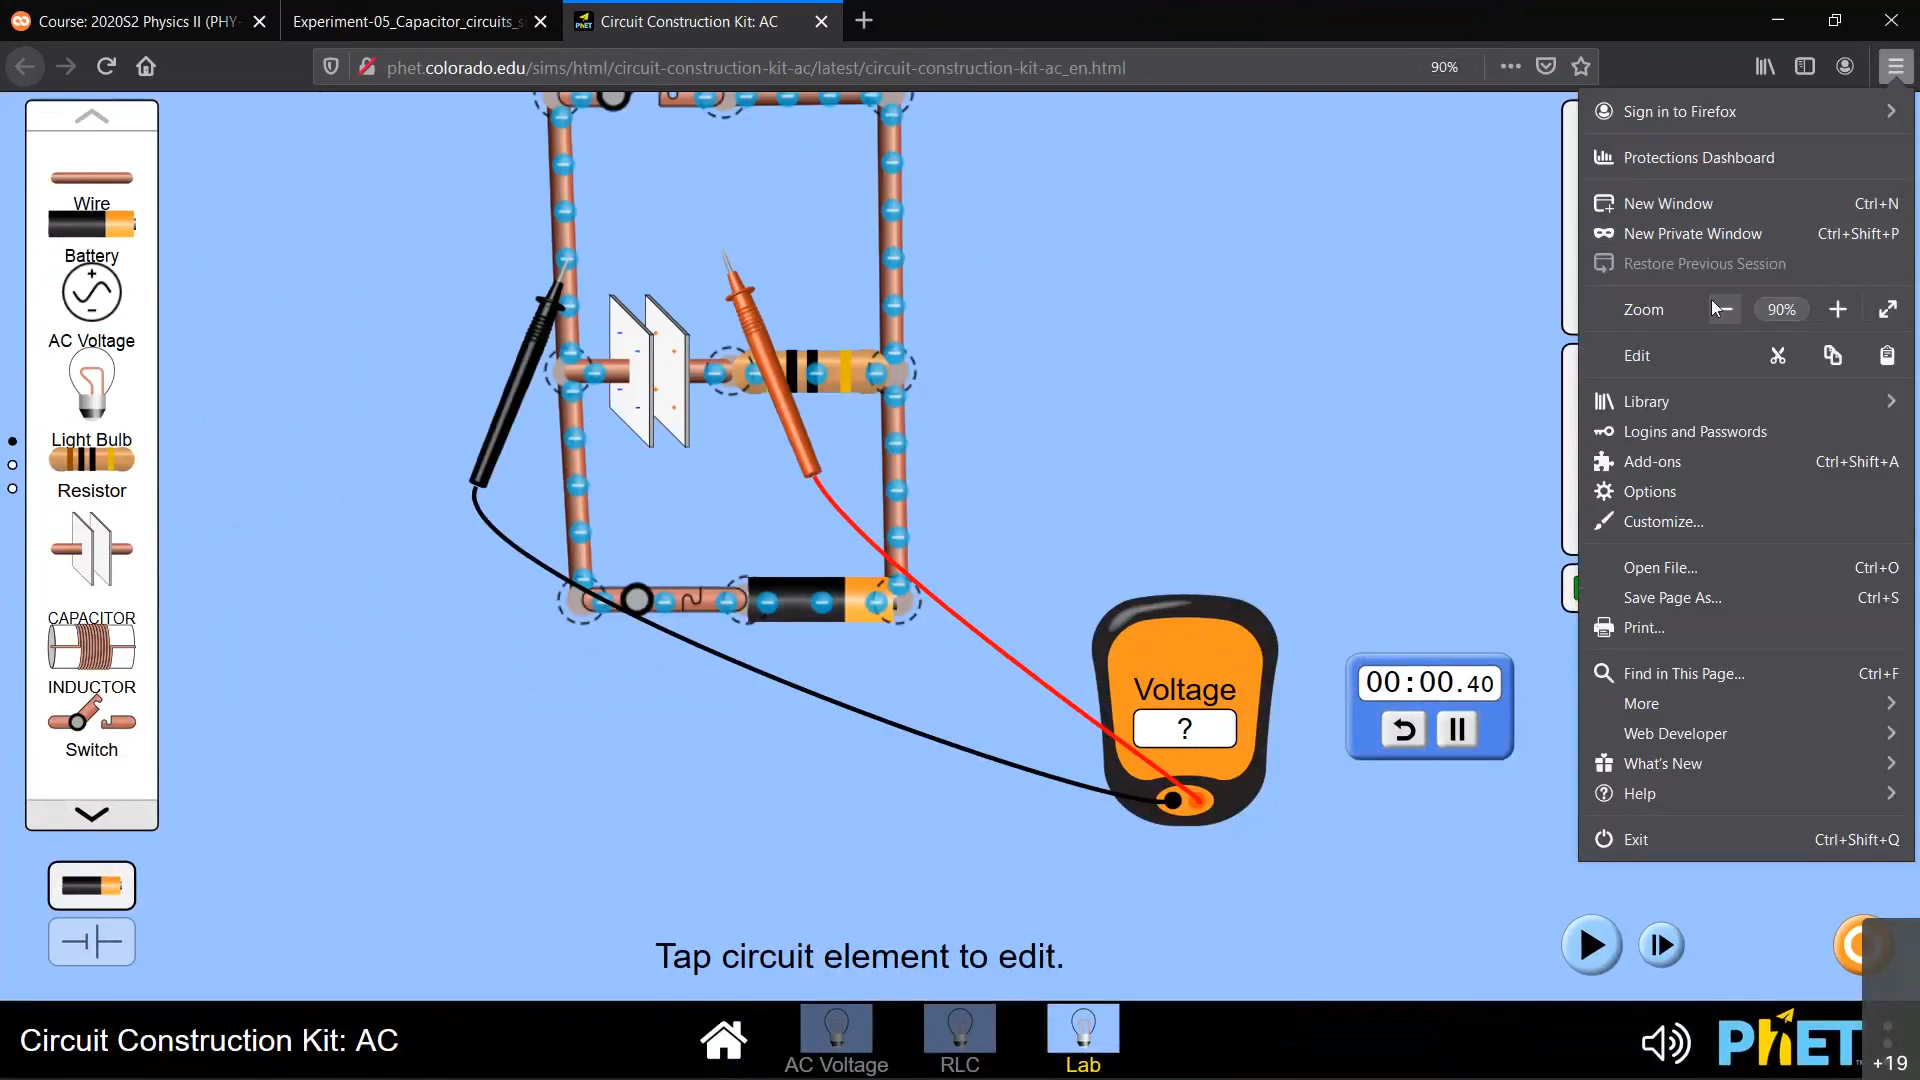 Course: 2020S2 Physics II (PHY-
Experiment-05_Capacitor_circuits_s
Circuit Construction Kit: AC
phet.colorado.edu/sims/html/circuit-construction-kit-ac/latest/circuit-construction-kit-ac_en.html
90%
Wire
Battery
AC Voltage
Light Bulb
Resistor
CAPACITOR
INDUCTOR
Switch
Voltage
?
00:00.40
Sign in to Firefox
Protections Dashboard
New Window Ctrl+N
New Private Window Ctrl+Shift+P
Restore Previous Session
Zoom 90%
Edit
Library
Logins and Passwords
Add-ons Ctrl+Shift+A
Options
Customize...
Open File...
Save Page As...
Print...
Find in This Page... Ctrl+F
More
Web Developer
What's New
Help
Exit Ctrl+Shift+Q
Tap circuit element to edit.
Circuit Construction Kit: AC
AC Voltage
RLC
Lab
PhET
+19